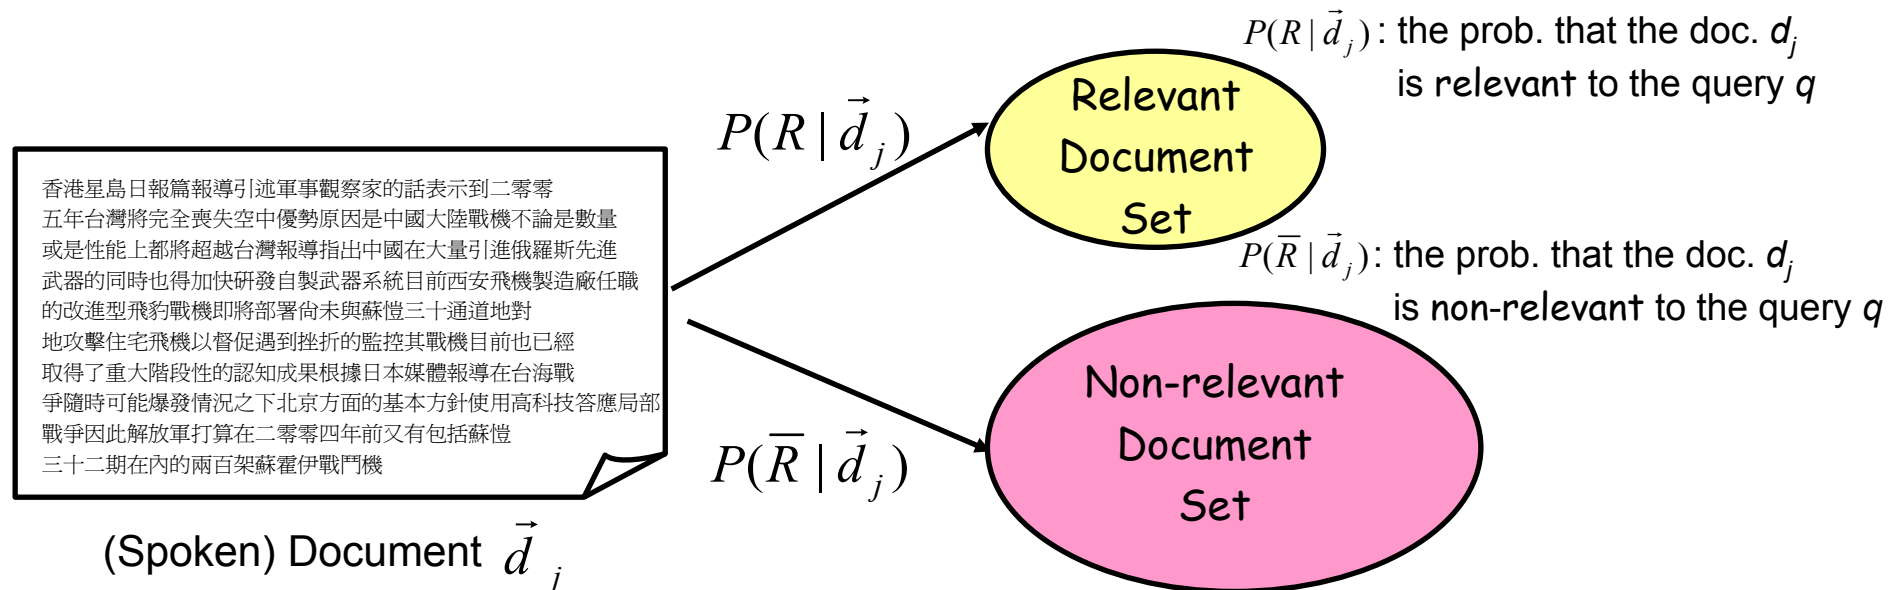 P(R | d⃗_j) : the prob. that the doc. d_j
is relevant to the query q
Relevant
Document
Set
P(R | d⃗_j)
香港星島日報篇報導引述軍事觀察家的話表示到二零零
五年台灣將完全喪失空中優勢原因是中國大陸戰機不論是數量
或是性能上都將超越台灣報導指出中國在大量引進俄羅斯先進
武器的同時也得加快研發自製武器系統目前西安飛機製造廠任職
的改進型飛豹戰機即將部署尚未與蘇愷三十通道地對
地攻擊住宅飛機以督促遇到挫折的監控其戰機目前也已經
取得了重大階段性的認知成果根據日本媒體報導在台海戰
爭隨時可能爆發情況之下北京方面的基本方針使用高科技答應局部
戰爭因此解放軍打算在二零零四年前又有包括蘇愷
三十二期在內的兩百架蘇霍伊戰鬥機
(Spoken) Document d⃗_j
P(R̅ | d⃗_j) : the prob. that the doc. d_j
is non-relevant to the query q
P(R̅ | d⃗_j)
Non-relevant
Document
Set